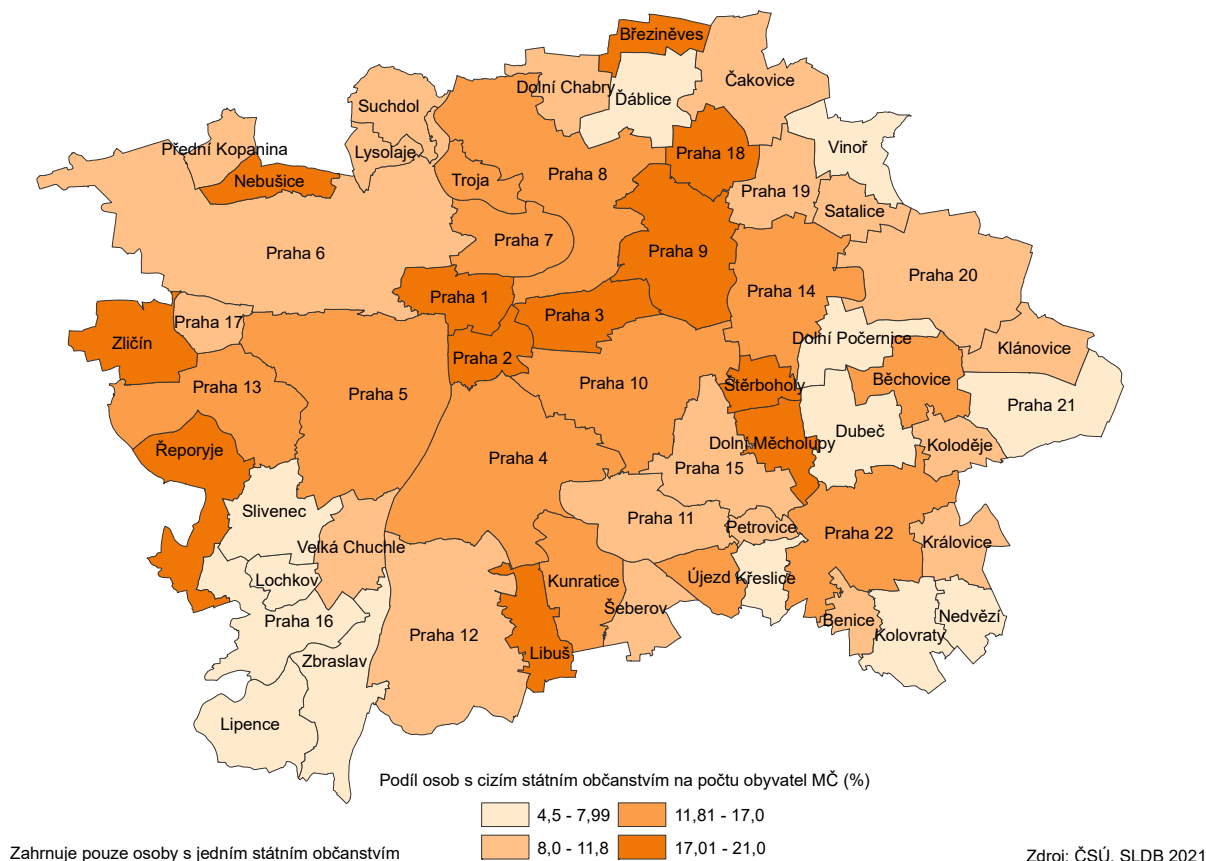 Březiněves
Dolní Chabry
Ďáblice
Čakovice
Suchdol
Přední Kopanina
Lysolaje
Nebušice
Troja
Praha 8
Praha 18
Vinoř
Praha 19
Satalice
Praha 6
Praha 7
Praha 9
Praha 20
Praha 1
Praha 3
Praha 14
Praha 17
Zličín
Praha 2
Dolní Počernice
Klánovice
Praha 13
Praha 5
Praha 10
Štěrboholy
Běchovice
Praha 21
Řeporyje
Praha 4
Dolní Měcholupy
Dubeč
Koloděje
Praha 15
Slivenec
Praha 11
Petrovice
Praha 22
Královice
Velká Chuchle
Lochkov
Kunratice
Újezd
Křeslice
Šeberov
Benice
Kolovraty
Nedvězí
Praha 16
Praha 12
Libuš
Zbraslav
Lipence
Podíl osob s cizím státním občanstvím na počtu obyvatel MČ (%)
4,5 - 7,99
11,81 - 17,0
8,0 - 11,8
17,01 - 21,0
Zahrnuje pouze osoby s jedním státním občanstvím
Zdroj: ČSÚ, SLDB 2021